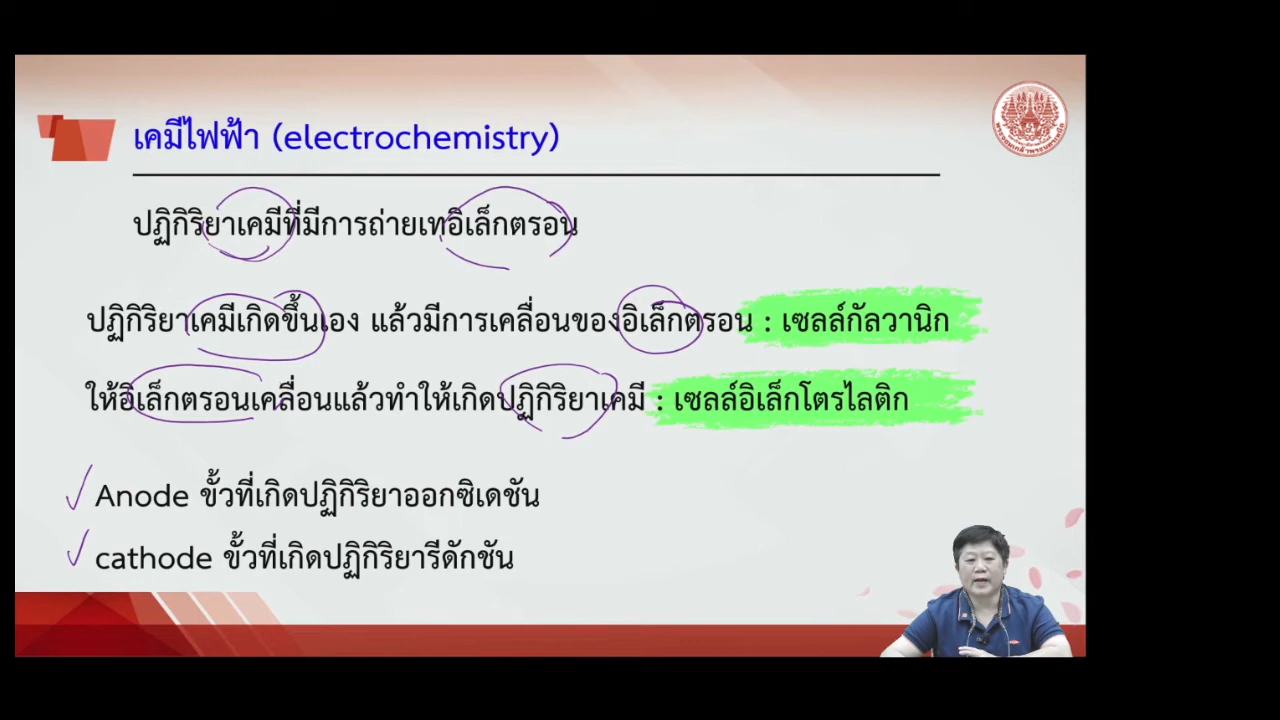 เคมีไฟฟ้า (electrochemistry)
ปฏิกิริยาเคมีที่มีการถ่ายเทอิเล็กตรอน
ปฏิกิริยาเคมีเกิดขึ้นเอง แล้วมีการเคลื่อนของอิเล็กตรอน : เซลล์กัลวานิก
ให้อิเล็กตรอนเคลื่อนแล้วทำให้เกิดปฏิกิริยาเคมี : เซลล์อิเล็กโตรไลติก
Anode ขั้วที่เกิดปฏิกิริยาออกซิเดชัน
cathode ขั้วที่เกิดปฏิกิริยารีดักชัน